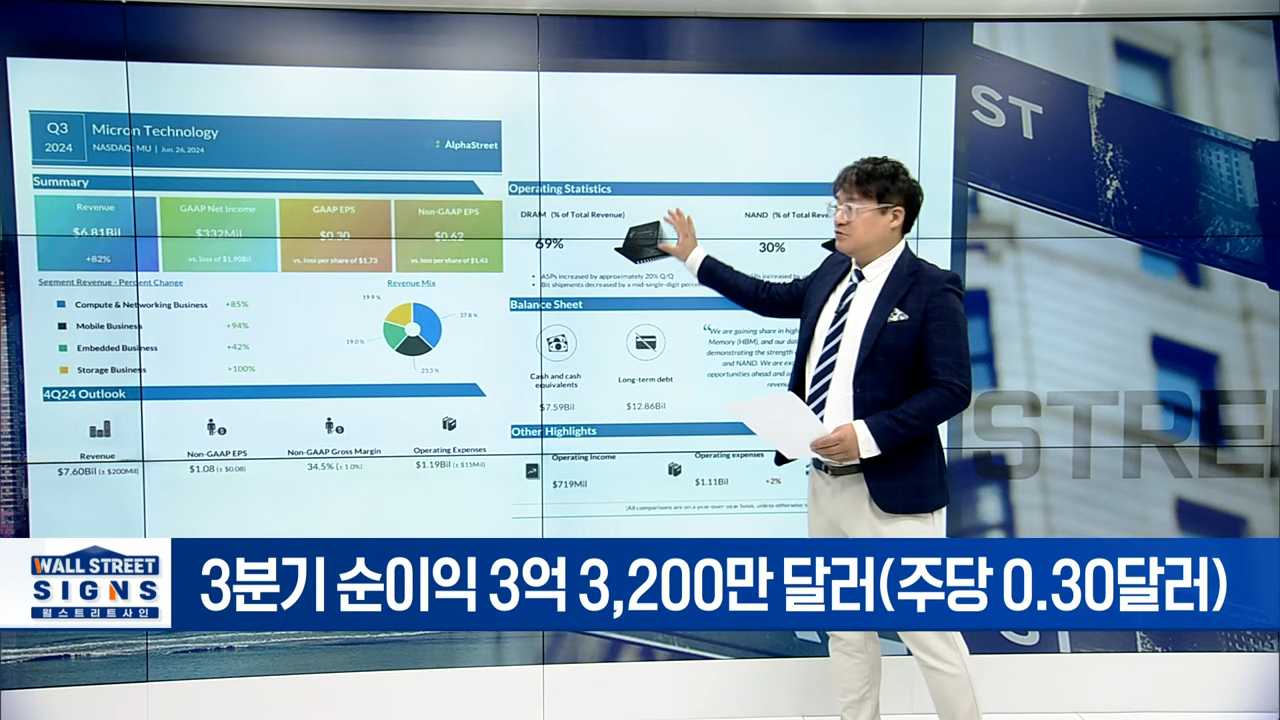 Q3
2024
Micron Technology
NASDAQ: MU | Jun. 26, 2024
AlphaStreet
Summary
Revenue
$6.81Bil
+82%
GAAP Net Income
$332Mil
vs. loss of $1.90Bil
GAAP EPS
$0.30
vs. loss per share of $1.73
Non-GAAP EPS
$0.62
vs. loss per share of $1.43
Segment Revenue - Percent Change
Compute & Networking Business +85%
Mobile Business +94%
Embedded Business +42%
Storage Business >100%
Revenue Mix
19.9%
37.6%
19.0%
23.3%
4Q24 Outlook
Revenue
$7.60Bil (± $200Mil)
Non-GAAP EPS
$1.08 (± $0.08)
Non-GAAP Gross Margin
34.5% (± 1.0%)
Operating Expenses
$1.19Bil (± $15Mil)
Operating Statistics
DRAM (% of Total Revenue)
69%
NAND (% of Total Reve
30%
• ASPs increased by approximately 20% Q/Q
• Bit shipments decreased by a mid-single-digit percen
increased by
Balance Sheet
Cash and cash
equivalents
$7.59Bil
Long-term debt
$12.86Bil
“We are gaining share in high
Memory (HBM), and our da
demonstrating the strength
and NAND. We are ex
opportunities ahead and
reven
Other Highlights
Operating Income
$719Mil
Operating expenses
$1.11Bil +2%
(All comparisons are on a year-over-year basis, unless otherwise
ST
STREE
WALL STREET
SIGNS
월스트리트사인
3분기 순이익 3억 3,200만 달러(주당 0.30달러)